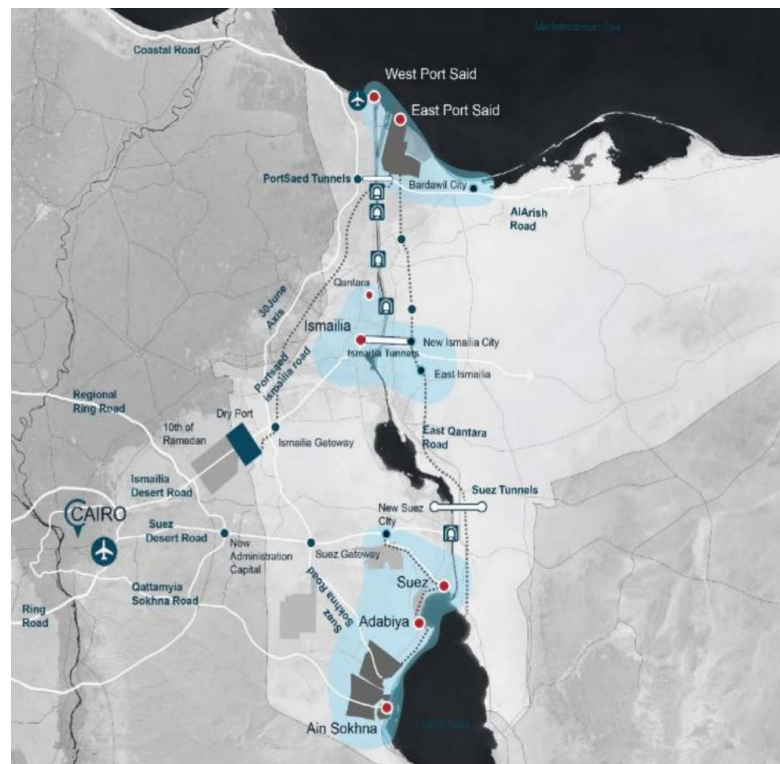 Mediterranean Sea
Coastal Road
West Port Said
East Port Said
PortSaed Tunnels
Bardawil City
AlArish
Road
Qantara
30June
Axis
Ismailia
New Ismailia City
Ismailia Tunnels
Portsaed
Ismailia road
East Ismailia
Regional
Ring Road
Dry Port
10th of
Ramadan
Ismailia Gateway
East Qantara
Road
Ismailia
Desert Road
Suez Tunnels
CAIRO
New Suez
City
Suez
Desert Road
Now
Administration
Capital
Suez Gateway
Suez
Qattamyia
Sokhna Road
Suez
Sokhna Road
Ring
Road
Adabiya
Ain Sokhna